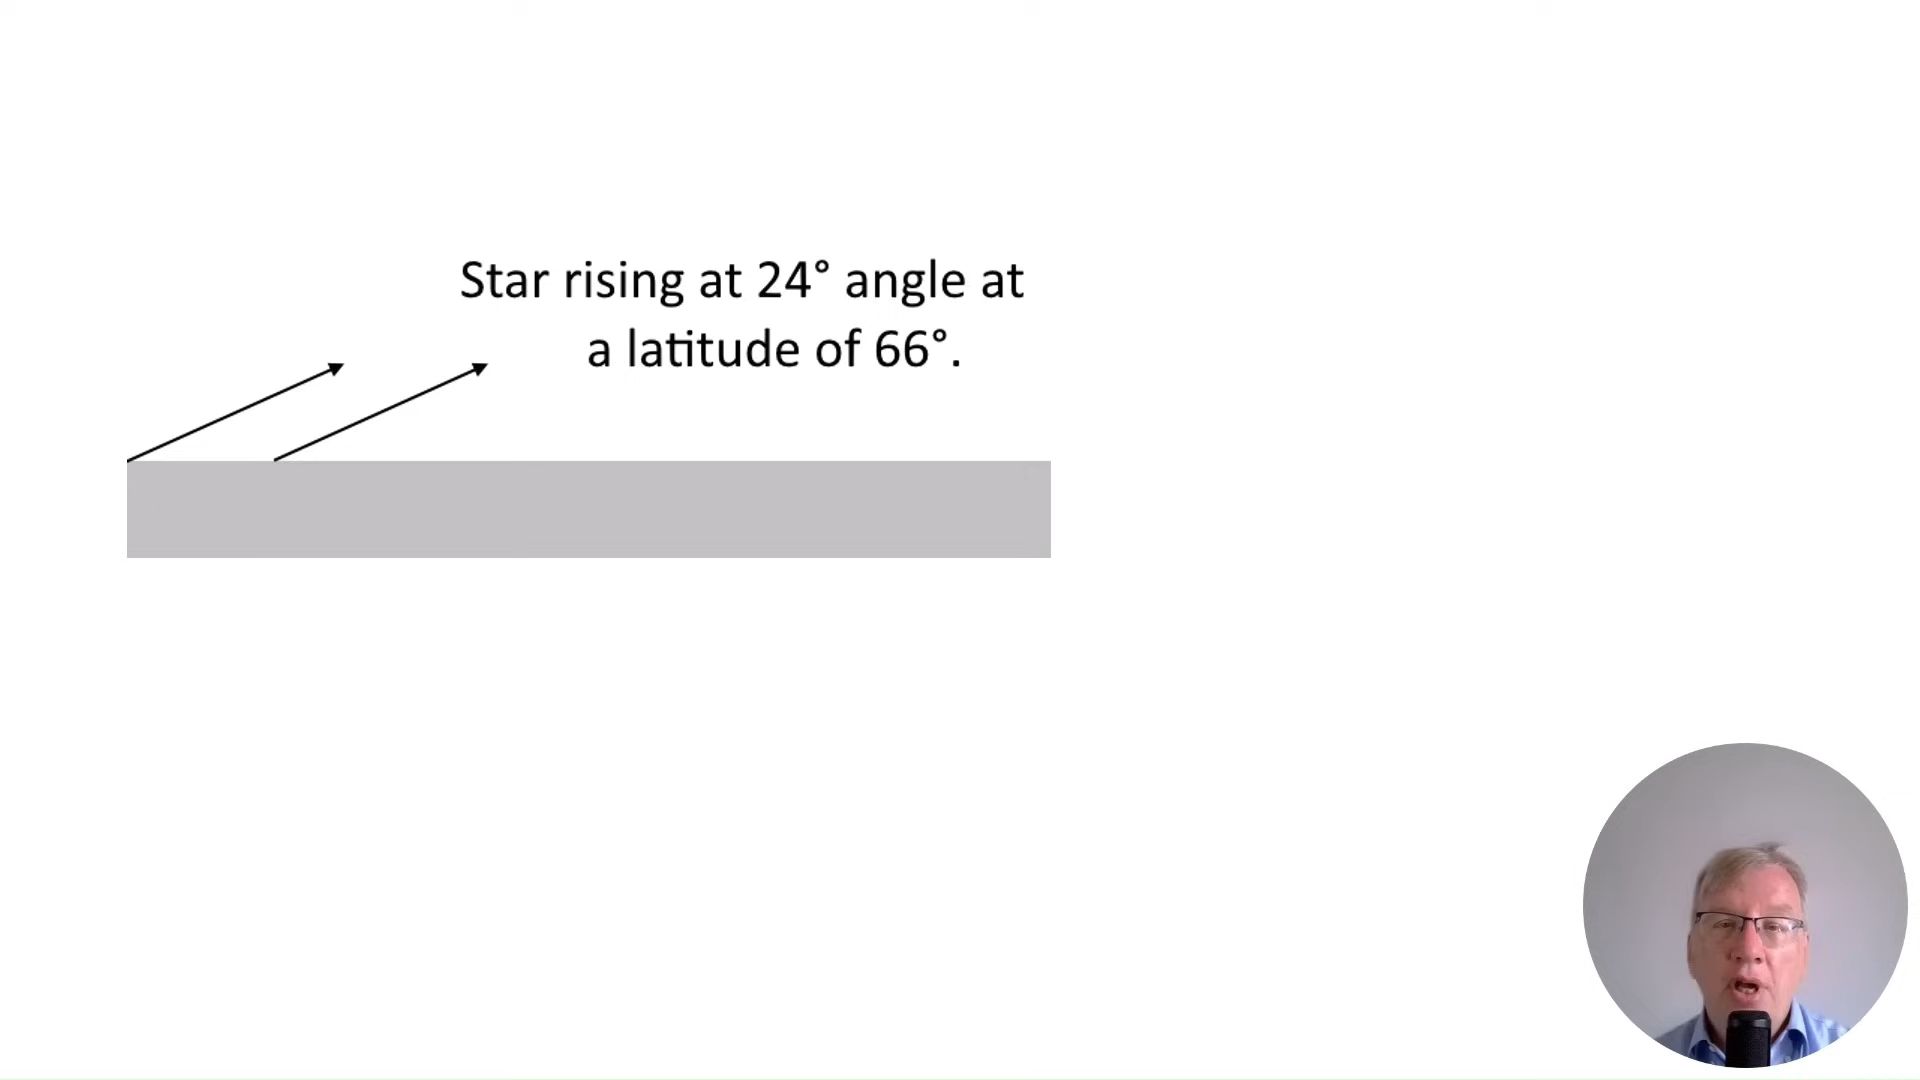 Star rising at 24° angle at
a latitude of 66°.